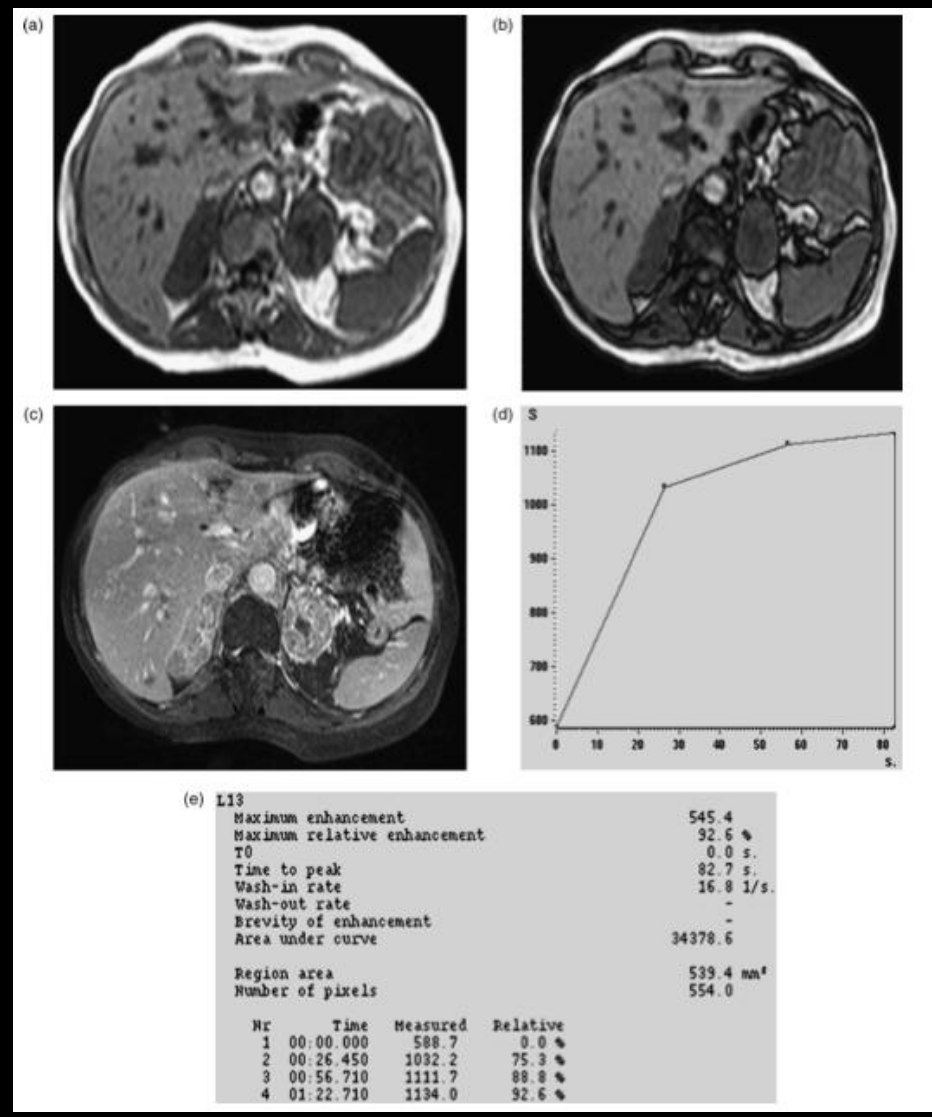 (a)
(b)
(c)
(d)
S
1100
1000
900
800
700
600
0 10 20 30 40 50 60 70 80
s.
(e) L13
Maximum enhancement 545.4
Maximum relative enhancement 92.6 %
T0 0.0 s.
Time to peak 82.7 s.
Wash-in rate 16.8 1/s.
Wash-out rate -
Brevity of enhancement -
Area under curve 34378.6
Region area 539.4 mm²
Number of pixels 554.0
Nr Time Measured Relative
1 00:00.000 588.7 0.0 %
2 00:26.450 1032.2 75.3 %
3 00:56.710 1111.7 88.8 %
4 01:22.710 1134.0 92.6 %